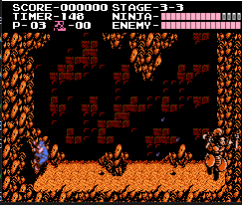 SCORE-000000 STAGE-3-3
TIMER-148 NINJA-
P-03 -00 ENEMY-